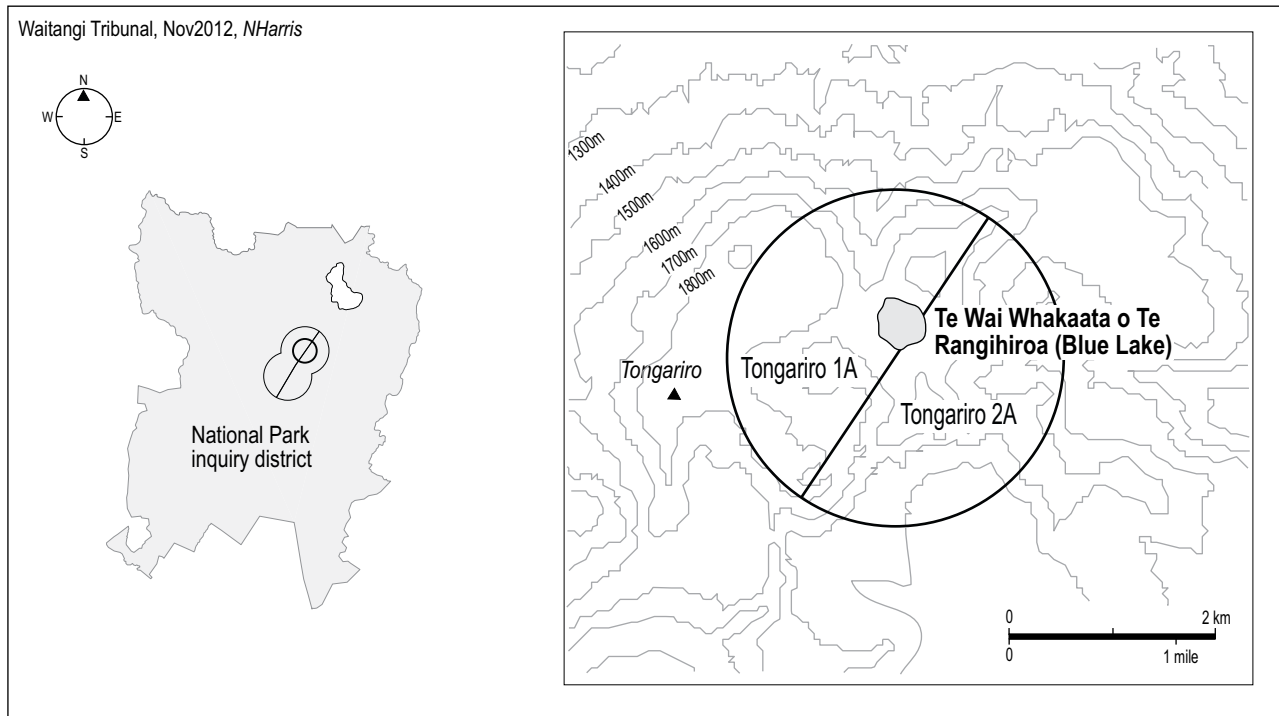 Waitangi Tribunal, Nov2012, NHarris
N
W
E
S
National Park
inquiry district
1300m
1400m
1500m
1600m
1700m
1800m
Te Wai Whakaata o Te
Rangihiroa (Blue Lake)
Tongariro
Tongariro 1A
Tongariro 2A
0
2 km
0
1 mile